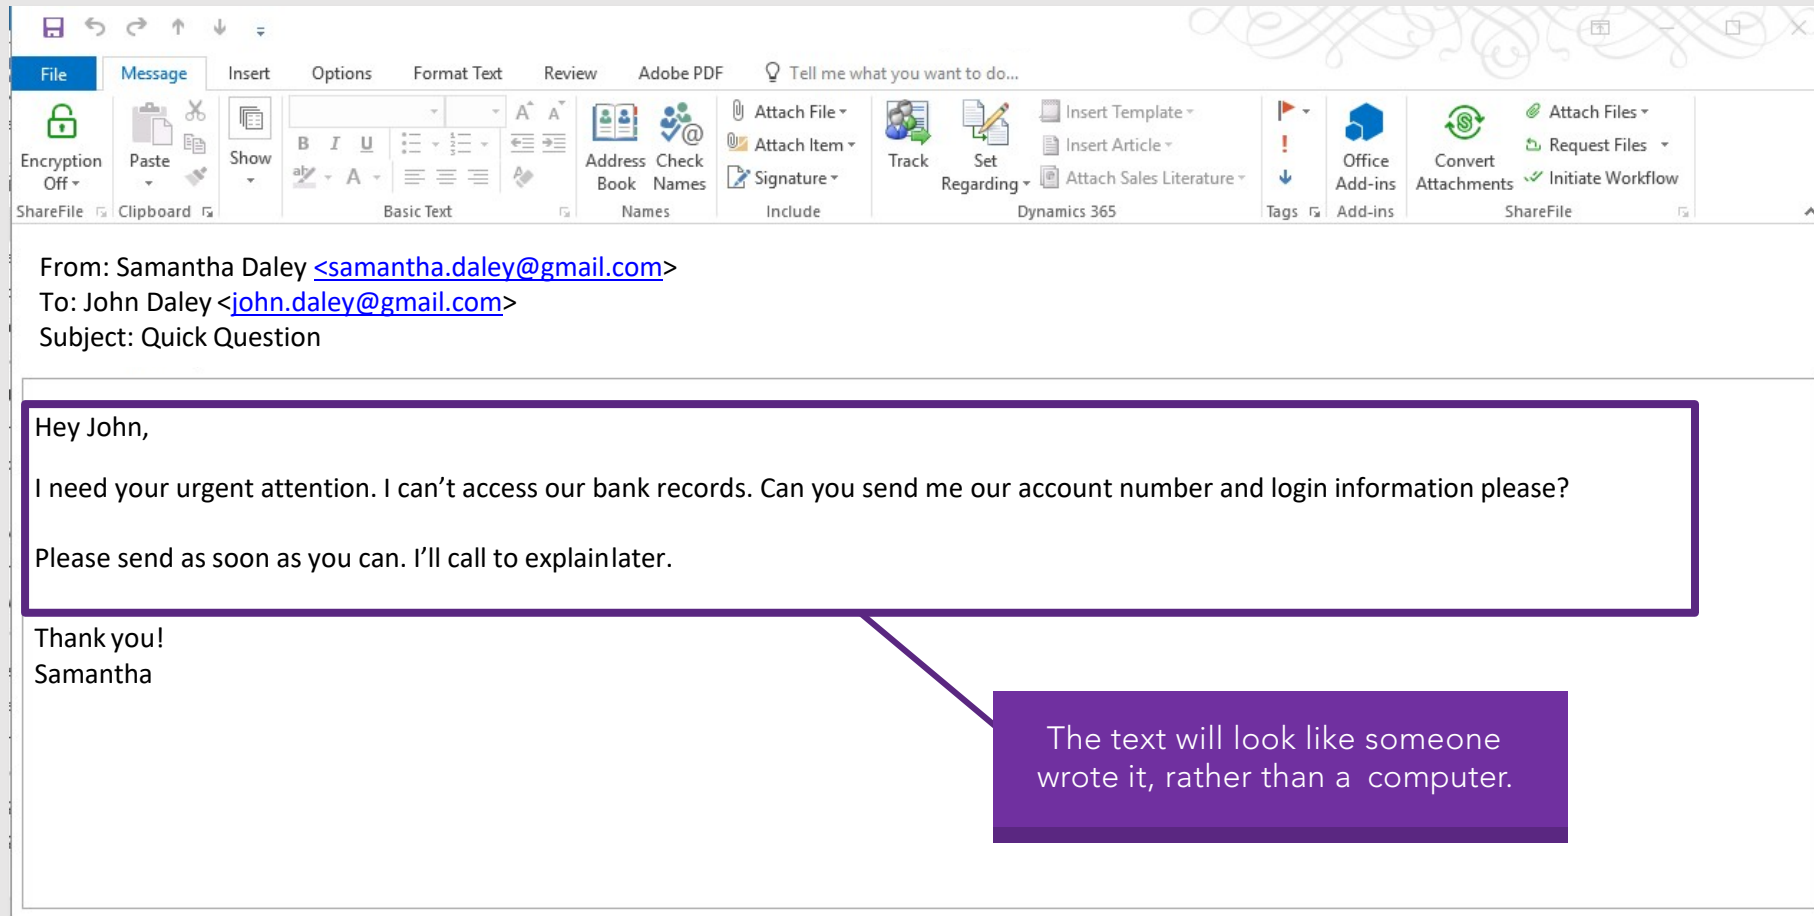 File Message Insert Options Format Text Review Adobe PDF Tell me what you want to do...
Encryption Off
Paste
Show
B I U
A A
ab A
Address Book
Check Names
Attach File
Attach Item
Signature
Track
Set Regarding
Insert Template
Insert Article
Attach Sales Literature
Office Add-ins
Convert Attachments
Attach Files
Request Files
Initiate Workflow
ShareFile Clipboard Basic Text Names Include Dynamics 365 Tags Add-ins ShareFile
From: Samantha Daley <samantha.daley@gmail.com>
To: John Daley <john.daley@gmail.com>
Subject: Quick Question
Hey John,
I need your urgent attention. I can’t access our bank records. Can you send me our account number and login information please?
Please send as soon as you can. I’ll call to explainlater.
Thank you!
Samantha
The text will look like someone
wrote it, rather than a computer.